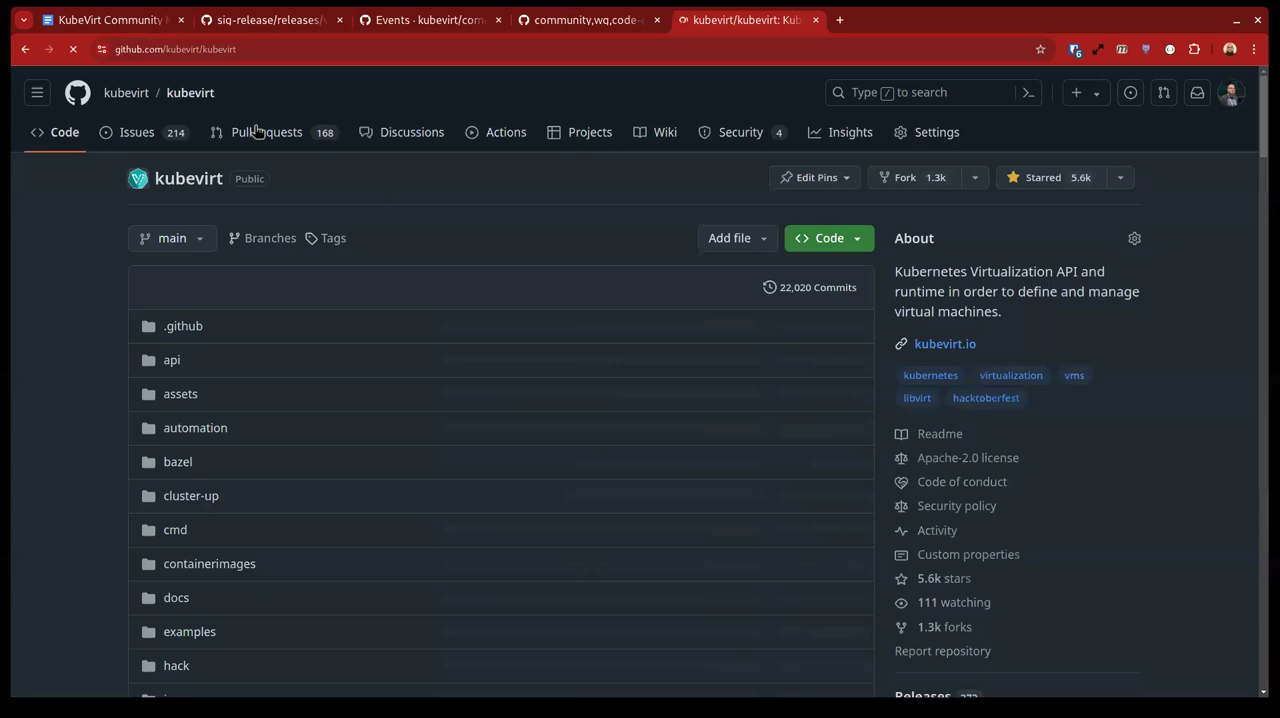 KubeVirt Community
sig-release/releases/v
Events · kubevirt/com
community,wg,code-
kubevirt/kubevirt: Kub
github.com/kubevirt/kubevirt
6
kubevirt / kubevirt
Type / to search
Code
Issues 214
Pull requests 168
Discussions
Actions
Projects
Wiki
Security 4
Insights
Settings
kubevirt Public
Edit Pins
Fork 1.3k
Starred 5.6k
main
Branches
Tags
Add file
Code
22,020 Commits
.github
api
assets
automation
bazel
cluster-up
cmd
containerimages
docs
examples
hack
About
Kubernetes Virtualization API and
runtime in order to define and manage
virtual machines.
kubevirt.io
kubernetes virtualization vms
libvirt hacktoberfest
Readme
Apache-2.0 license
Code of conduct
Security policy
Activity
Custom properties
5.6k stars
111 watching
1.3k forks
Report repository
Releases